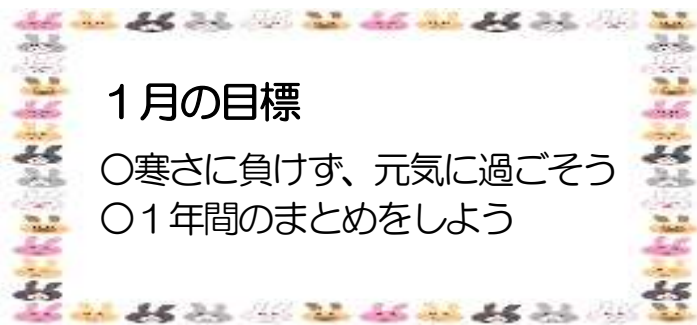 １月の目標
○寒さに負けず、元気に過ごそう
○１年間のまとめをしよう